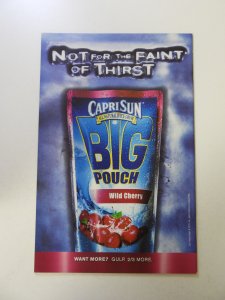 NOT FOR THE FAINT
OF THIRST
CAPRI SUN
BIG
POUCH
Wild Cherry
WANT MORE? GULP 2/3 MORE.